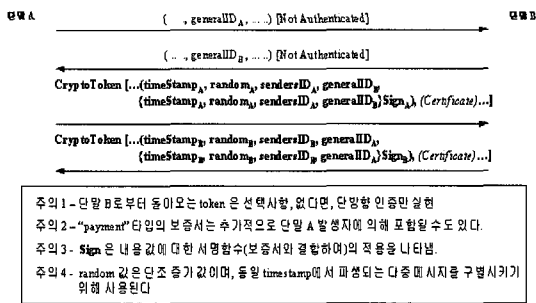 단말 A 단말 B
( ... , generalID_A, ....) [Not Authenticated]
( ... , generalID_B, ....) [Not Authenticated]
CryptoToken [...(timeStamp_A, random_A, sendersID_A, generalID_B,
{timeStamp_A, random_A, sendersID_A, generalID_B}Sign_A), (Certificate)...]
CryptoToken [...(timeStamp_B, random_B, sendersID_B, generalID_A,
{timeStamp_B, random_B, sendersID_B, generalID_A}Sign_B), (Certificate)...]
주의 1 – 단말 B로부터 돌아오는 token 은 선택사항, 없다면, 단방향 인증만 실현
주의 2 – “payment” 타입의 보증서는 추가적으로 단말 A 발생자에 의해 포함될 수도 있다.
주의 3 - Sign 은 내용 값에 대한 서명함수(보증서와 결합하여)의 적용을 나타냄.
주의 4 - random 값은 단조 증가 값이며, 동일 timestamp에서 파생되는 다중 메시지를 구별시키기
위해 사용된다